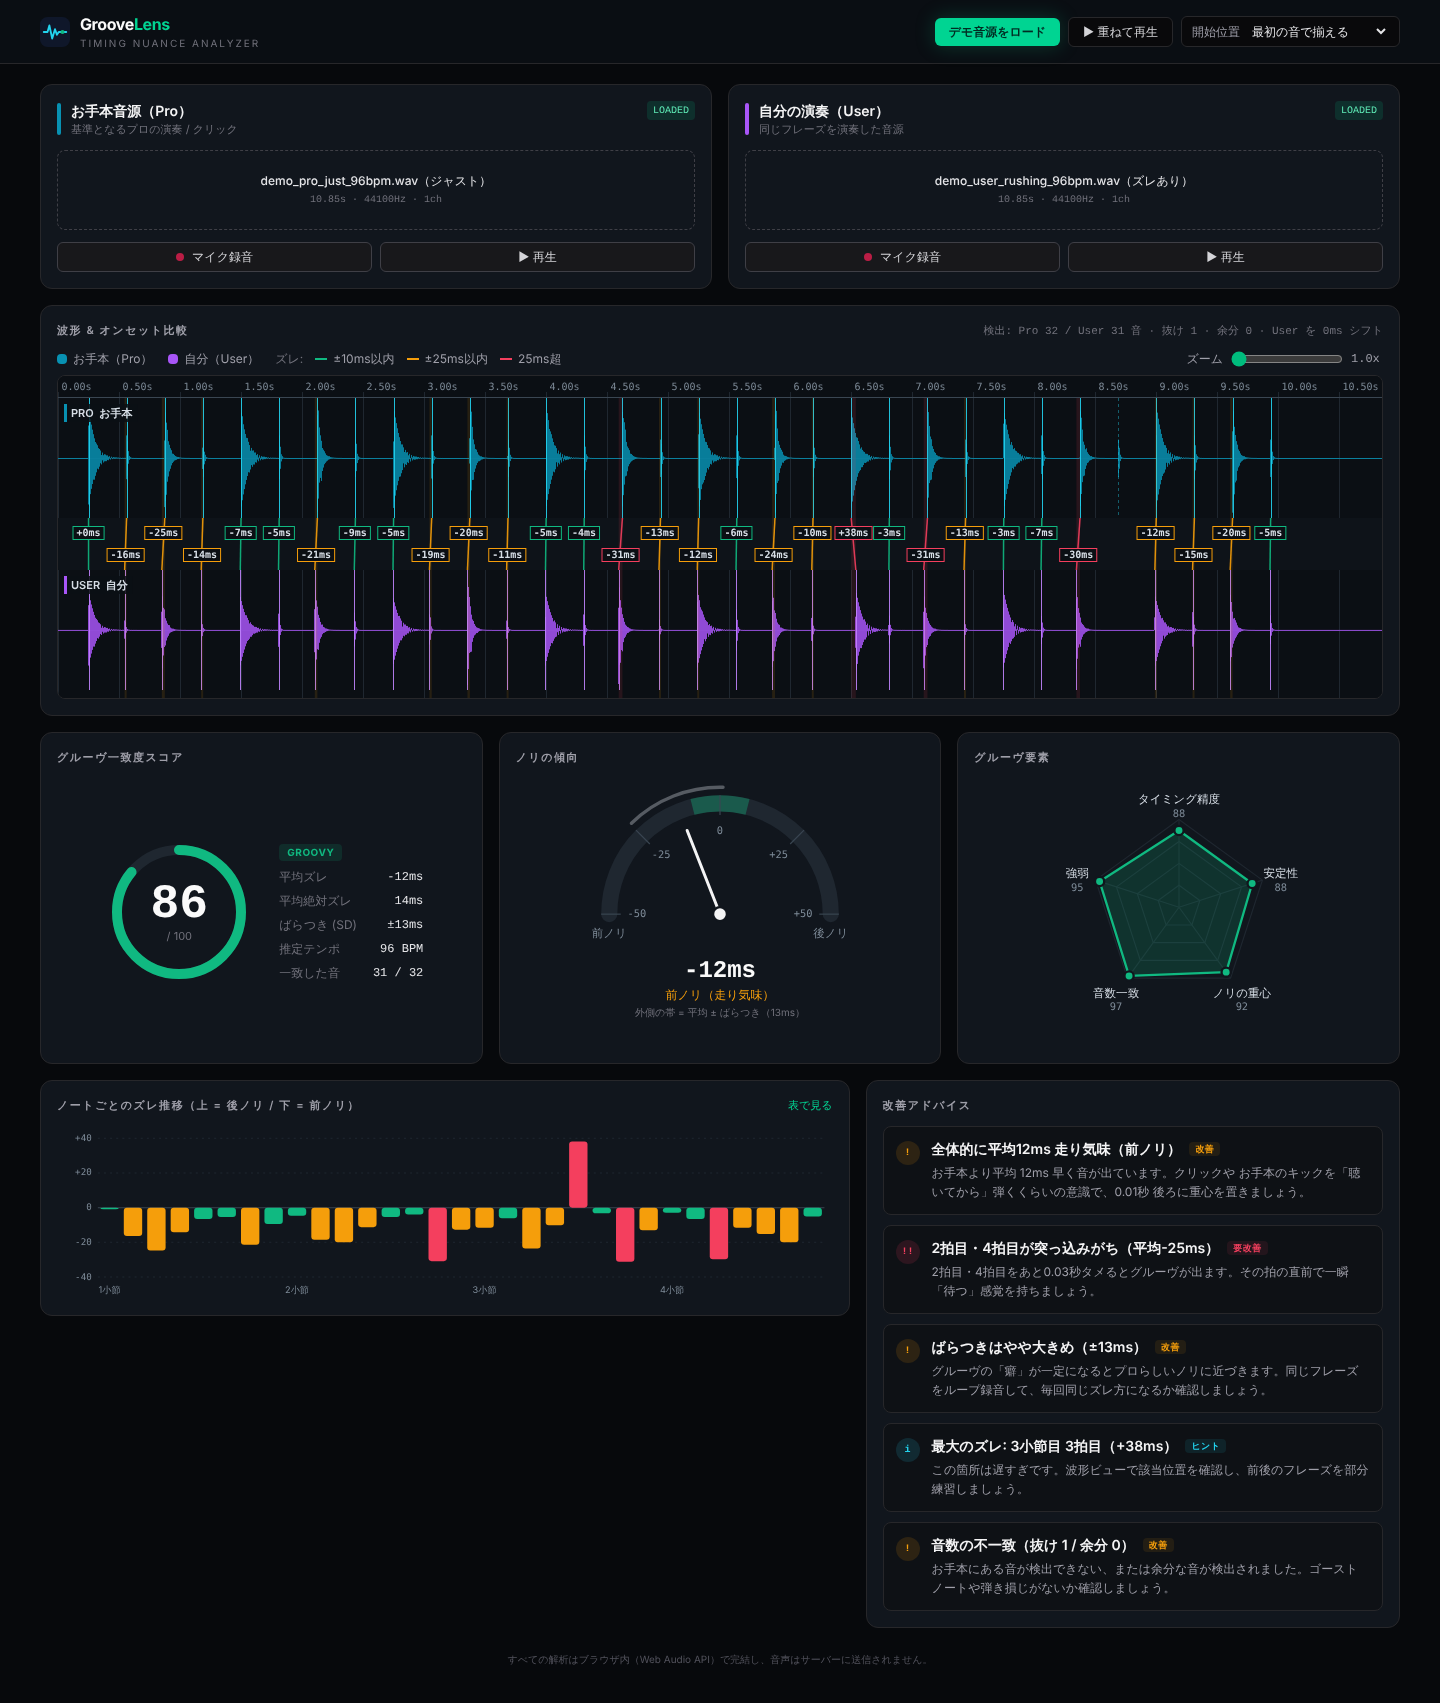 GrooveLens
TIMING NUANCE ANALYZER
デモ音源をロード
▶ 重ねて再生
開始位置 最初の音で揃える
お手本音源（Pro）
基準となるプロの演奏 / クリック
LOADED
demo_pro_just_96bpm.wav（ジャスト）
10.85s · 44100Hz · 1ch
マイク録音
▶ 再生
自分の演奏（User）
同じフレーズを演奏した音源
LOADED
demo_user_rushing_96bpm.wav（ズレあり）
10.85s · 44100Hz · 1ch
マイク録音
▶ 再生
波形 & オンセット比較
検出: Pro 32 / User 31 音 · 抜け 1 · 余分 0 · User を 0ms シフト
お手本（Pro） 自分（User） ズレ: ±10ms以内 ±25ms以内 25ms超
ズーム 1.0x
0.00s 0.50s 1.00s 1.50s 2.00s 2.50s 3.00s 3.50s 4.00s 4.50s 5.00s 5.50s 6.00s 6.50s 7.00s 7.50s 8.00s 8.50s 9.00s 9.50s 10.00s 10.50s
PRO お手本
+0ms -25ms -7ms -5ms -9ms -5ms -20ms -5ms -4ms -13ms -6ms -10ms +38ms -3ms -13ms -3ms -7ms -12ms -20ms -5ms
-16ms -14ms -21ms -19ms -11ms -31ms -12ms -24ms -31ms -30ms -15ms
USER 自分
グルーヴ一致度スコア
86
/ 100
GROOVY
平均ズレ -12ms
平均絶対ズレ 14ms
ばらつき (SD) ±13ms
推定テンポ 96 BPM
一致した音 31 / 32
ノリの傾向
0
-25 +25
-50 +50
前ノリ 後ノリ
-12ms
前ノリ（走り気味）
外側の帯 = 平均 ± ばらつき（13ms）
グルーヴ要素
タイミング精度
88
強弱
95
安定性
88
音数一致
97
ノリの重心
92
ノートごとのズレ推移（上 = 後ノリ / 下 = 前ノリ）
表で見る
+40
+20
0
-20
-40
1小節 2小節 3小節 4小節
改善アドバイス
! 全体的に平均12ms 走り気味（前ノリ） 改善
お手本より平均 12ms 早く音が出ています。クリックや お手本のキックを「聴
いてから」弾くくらいの意識で、0.01秒 後ろに重心を置きましょう。
!! 2拍目・4拍目が突っ込みがち（平均-25ms） 要改善
2拍目・4拍目をあと0.03秒タメるとグルーヴが出ます。その拍の直前で一瞬
「待つ」感覚を持ちましょう。
! ばらつきはやや大きめ（±13ms） 改善
グルーヴの「癖」が一定になるとプロらしいノリに近づきます。同じフレーズ
をループ録音して、毎回同じズレ方になるか確認しましょう。
i 最大のズレ: 3小節目 3拍目（+38ms） ヒント
この箇所は遅すぎです。波形ビューで該当位置を確認し、前後のフレーズを部分
練習しましょう。
! 音数の不一致（抜け 1 / 余分 0） 改善
お手本にある音が検出できない、または余分な音が検出されました。ゴースト
ノートや弾き損じがないか確認しましょう。
すべての解析はブラウザ内（Web Audio API）で完結し、音声はサーバーに送信されません。